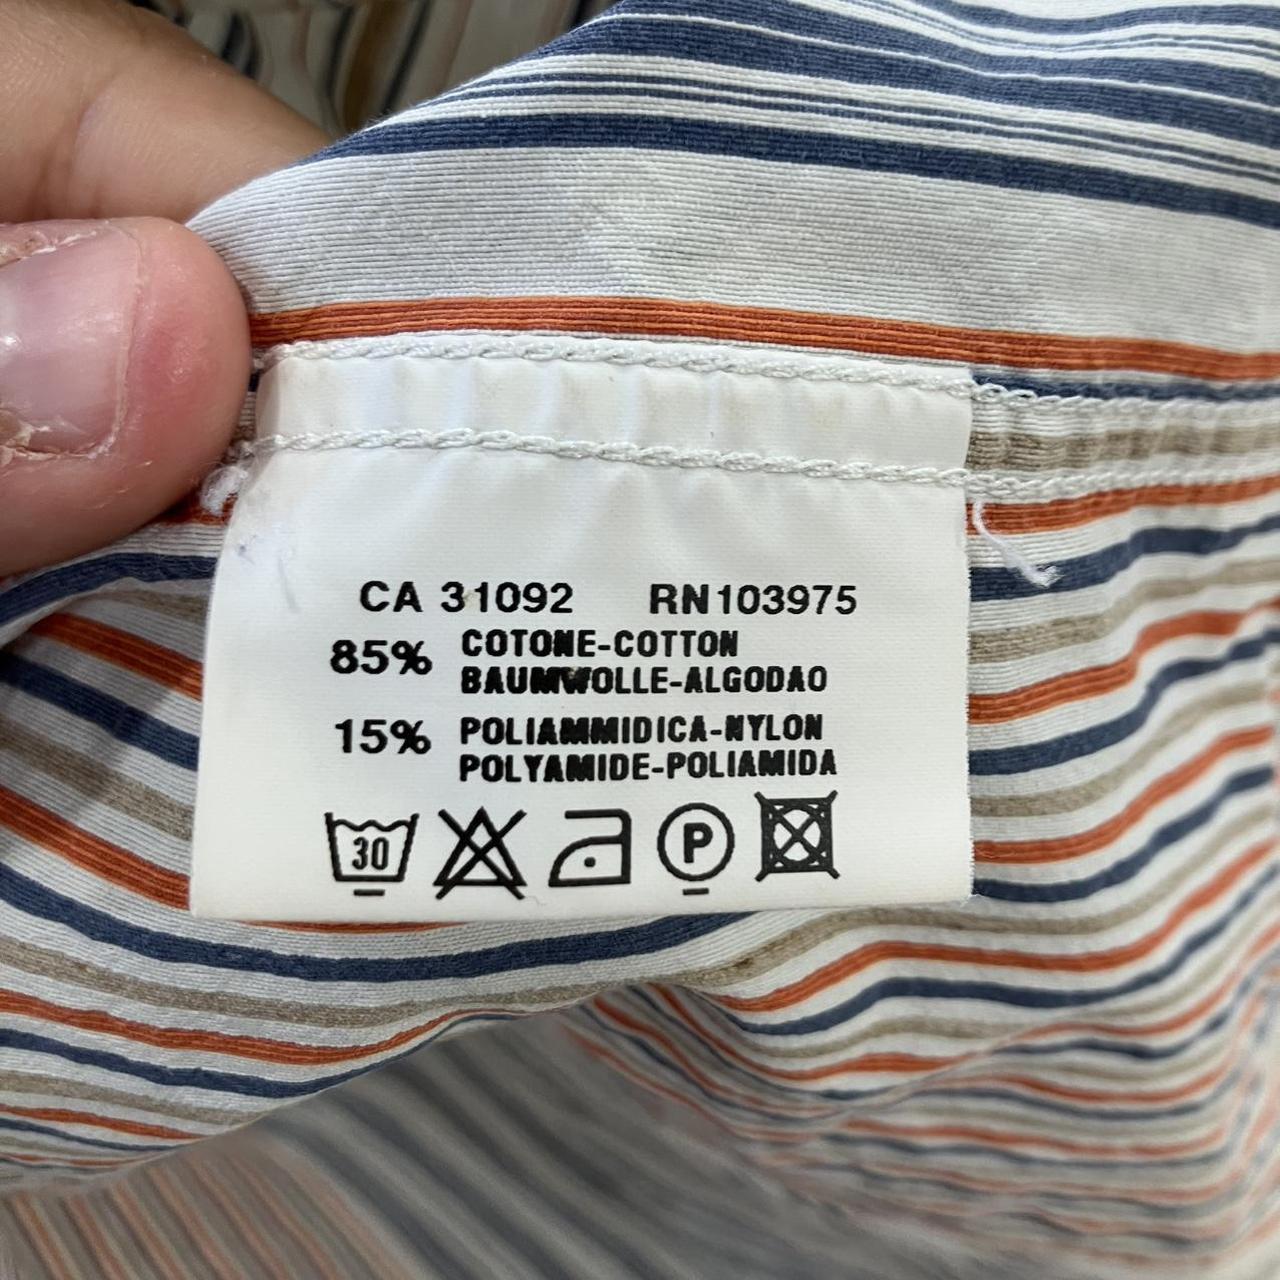 CA 31092 RN103975
85% COTONE-COTTON
BAUMWOLLE-ALGODAO
15% POLIAMMIDICA-NYLON
POLYAMIDE-POLIAMIDA
30 P